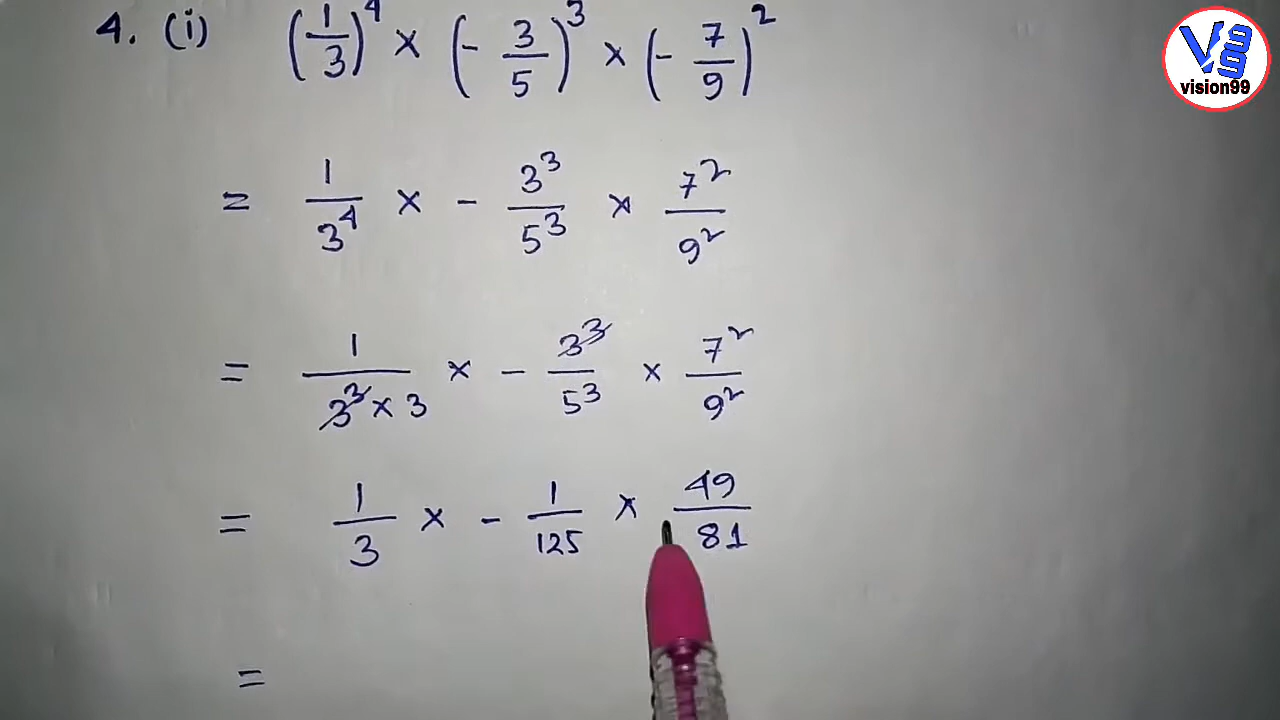 4. (i) (1/3)^4 × (- 3/5)^3 × (- 7/9)^2
= 1/3^4 × - 3^3/5^3 × 7^2/9^2
= 1/(3^3 × 3) × - 3^3/5^3 × 7^2/9^2
= 1/3 × - 1/125 × 49/81
=
V99
vision99